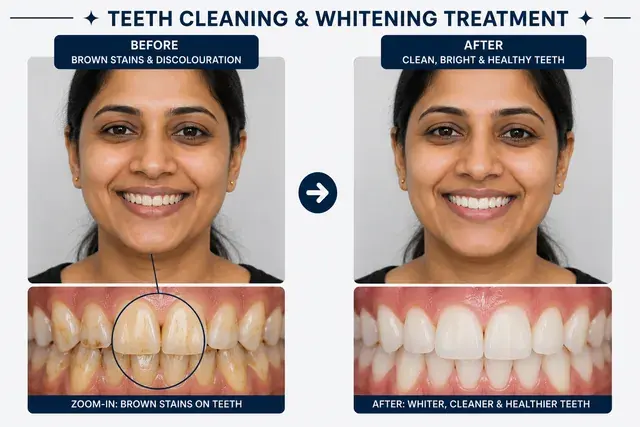 TEETH CLEANING & WHITENING TREATMENT
BEFORE
BROWN STAINS & DISCOLOURATION
AFTER
CLEAN, BRIGHT & HEALTHY TEETH
ZOOM-IN: BROWN STAINS ON TEETH
AFTER: WHITER, CLEANER & HEALTHIER TEETH